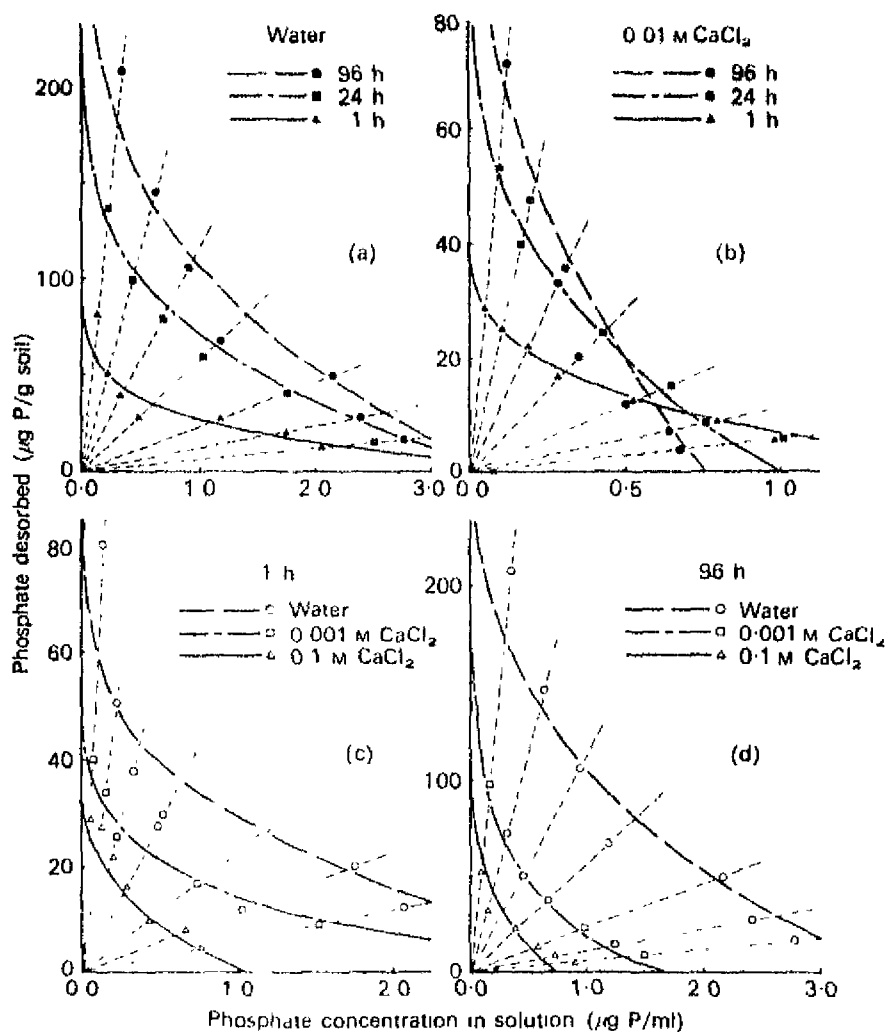 Water
96 h
24 h
1 h
(a)
200
100
0
0.0
1.0
2.0
3.0
0·01 M CaCl₂
96 h
24 h
1 h
(b)
80
60
40
20
0
0.0
0.5
1.0
Phosphate desorbed (μg P/g soil)
1 h
Water
0·001 M CaCl₂
0·1 M CaCl₂
(c)
80
60
40
20
0
0.0
1.0
2.0
96 h
Water
0·001 M CaCl₂
0·1 M CaCl₂
(d)
200
100
0
0.0
1.0
2.0
3.0
Phosphate concentration in solution (μg P/ml)